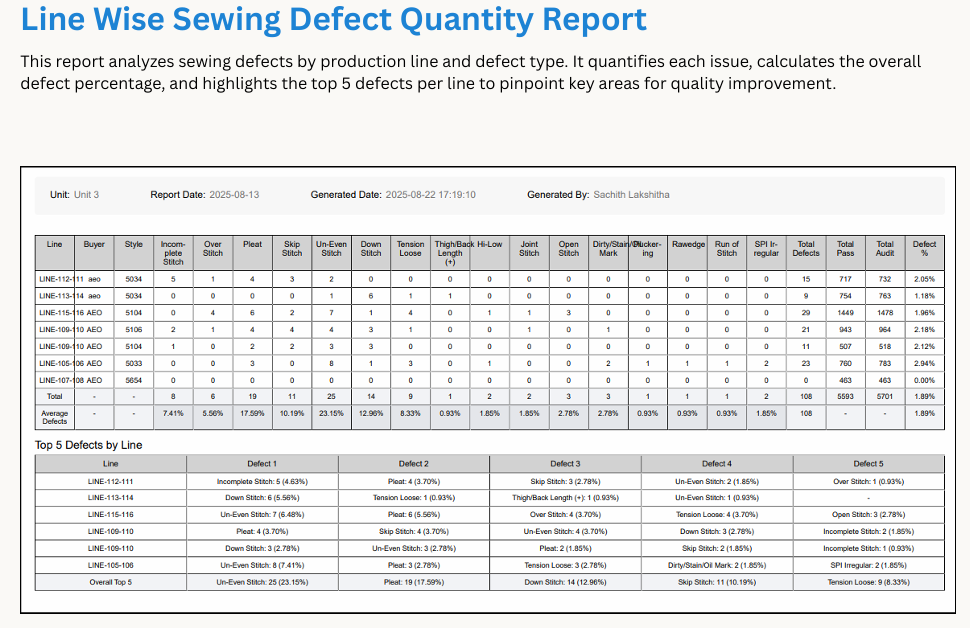 Line Wise Sewing Defect Quantity Report
This report analyzes sewing defects by production line and defect type. It quantifies each issue, calculates the overall
defect percentage, and highlights the top 5 defects per line to pinpoint key areas for quality improvement.
Unit: Unit 3 Report Date: 2025-08-13 Generated Date: 2025-08-22 17:19:10 Generated By: Sachith Lakshitha
Line Buyer Style Incom-plete Stitch Over Stitch Pleat Skip Stitch Un-Even Stitch Down Stitch Tension Loose Thigh/Back Length (+) Hi-Low Joint Stitch Open Stitch Dirty/Stain/Oil Mark Pucker-ing Rawedge Run of Stitch SPI Ir-regular Total Defects Total Pass Total Audit Defect %
LINE-112-111 aeo 5034 5 1 4 3 2 0 0 0 0 0 0 0 0 0 0 0 15 717 732 2.05%
LINE-113-114 aeo 5034 0 0 0 0 1 6 1 1 0 0 0 0 0 0 0 0 9 754 763 1.18%
LINE-115-116 AEO 5104 0 4 6 2 7 1 4 0 1 1 3 0 0 0 0 0 29 1449 1478 1.96%
LINE-109-110 AEO 5106 2 1 4 4 4 3 1 0 0 1 0 1 0 0 0 0 21 943 964 2.18%
LINE-109-110 AEO 5104 1 0 2 2 3 3 0 0 0 0 0 0 0 0 0 0 11 507 518 2.12%
LINE-105-106 AEO 5033 0 0 3 0 8 1 3 0 1 0 0 2 1 1 1 2 23 760 783 2.94%
LINE-107-108 AEO 5654 0 0 0 0 0 0 0 0 0 0 0 0 0 0 0 0 0 463 463 0.00%
Total - - 8 6 19 11 25 14 9 1 2 2 3 3 1 1 1 2 108 5593 5701 1.89%
Average Defects - - 7.41% 5.56% 17.59% 10.19% 23.15% 12.96% 8.33% 0.93% 1.85% 1.85% 2.78% 2.78% 0.93% 0.93% 0.93% 1.85% 108 - - 1.89%
Top 5 Defects by Line
Line Defect 1 Defect 2 Defect 3 Defect 4 Defect 5
LINE-112-111 Incomplete Stitch: 5 (4.63%) Pleat: 4 (3.70%) Skip Stitch: 3 (2.78%) Un-Even Stitch: 2 (1.85%) Over Stitch: 1 (0.93%)
LINE-113-114 Down Stitch: 6 (5.56%) Tension Loose: 1 (0.93%) Thigh/Back Length (+): 1 (0.93%) Un-Even Stitch: 1 (0.93%) -
LINE-115-116 Un-Even Stitch: 7 (6.48%) Pleat: 6 (5.56%) Over Stitch: 4 (3.70%) Tension Loose: 4 (3.70%) Open Stitch: 3 (2.78%)
LINE-109-110 Pleat: 4 (3.70%) Skip Stitch: 4 (3.70%) Un-Even Stitch: 4 (3.70%) Down Stitch: 3 (2.78%) Incomplete Stitch: 2 (1.85%)
LINE-109-110 Down Stitch: 3 (2.78%) Un-Even Stitch: 3 (2.78%) Pleat: 2 (1.85%) Skip Stitch: 2 (1.85%) Incomplete Stitch: 1 (0.93%)
LINE-105-106 Un-Even Stitch: 8 (7.41%) Pleat: 3 (2.78%) Tension Loose: 3 (2.78%) Dirty/Stain/Oil Mark: 2 (1.85%) SPI Irregular: 2 (1.85%)
Overall Top 5 Un-Even Stitch: 25 (23.15%) Pleat: 19 (17.59%) Down Stitch: 14 (12.96%) Skip Stitch: 11 (10.19%) Tension Loose: 9 (8.33%)